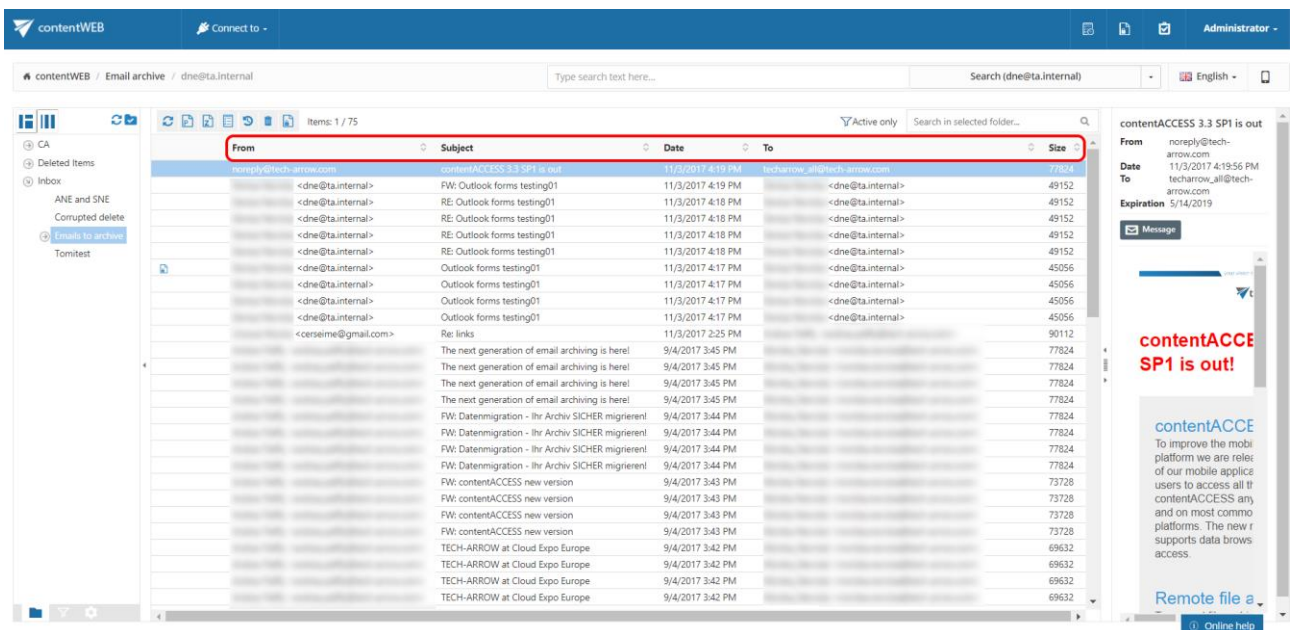 contentWEB Connect to Administrator
contentWEB / Email archive / dne@ta.internal Type search text here... Search (dne@ta.internal) English
Items: 1 / 75 Active only Search in selected folder...
CA
Deleted Items
Inbox
ANE and SNE
Corrupted delete
Emails to archive
Tomitest
From Subject Date To Size
noreply@tech-arrow.com contentACCESS 3.3 SP1 is out 11/3/2017 4:19 PM techarrow_all@tech-arrow.com 77824
<dne@ta.internal> FW: Outlook forms testing01 11/3/2017 4:19 PM <dne@ta.internal> 49152
<dne@ta.internal> RE: Outlook forms testing01 11/3/2017 4:18 PM <dne@ta.internal> 49152
<dne@ta.internal> RE: Outlook forms testing01 11/3/2017 4:18 PM <dne@ta.internal> 49152
<dne@ta.internal> RE: Outlook forms testing01 11/3/2017 4:18 PM <dne@ta.internal> 49152
<dne@ta.internal> RE: Outlook forms testing01 11/3/2017 4:18 PM <dne@ta.internal> 49152
<dne@ta.internal> Outlook forms testing01 11/3/2017 4:17 PM <dne@ta.internal> 45056
<dne@ta.internal> Outlook forms testing01 11/3/2017 4:17 PM <dne@ta.internal> 45056
<dne@ta.internal> Outlook forms testing01 11/3/2017 4:17 PM <dne@ta.internal> 45056
<dne@ta.internal> Outlook forms testing01 11/3/2017 4:17 PM <dne@ta.internal> 45056
<cerseime@gmail.com> Re: links 11/3/2017 2:25 PM 90112
The next generation of email archiving is here! 9/4/2017 3:45 PM 77824
The next generation of email archiving is here! 9/4/2017 3:45 PM 77824
The next generation of email archiving is here! 9/4/2017 3:45 PM 77824
The next generation of email archiving is here! 9/4/2017 3:45 PM 77824
FW: Datenmigration - Ihr Archiv SICHER migrieren! 9/4/2017 3:44 PM 77824
FW: Datenmigration - Ihr Archiv SICHER migrieren! 9/4/2017 3:44 PM 77824
FW: Datenmigration - Ihr Archiv SICHER migrieren! 9/4/2017 3:44 PM 77824
FW: Datenmigration - Ihr Archiv SICHER migrieren! 9/4/2017 3:44 PM 77824
FW: contentACCESS new version 9/4/2017 3:43 PM 73728
FW: contentACCESS new version 9/4/2017 3:43 PM 73728
FW: contentACCESS new version 9/4/2017 3:43 PM 73728
FW: contentACCESS new version 9/4/2017 3:43 PM 73728
TECH-ARROW at Cloud Expo Europe 9/4/2017 3:42 PM 69632
TECH-ARROW at Cloud Expo Europe 9/4/2017 3:42 PM 69632
TECH-ARROW at Cloud Expo Europe 9/4/2017 3:42 PM 69632
TECH-ARROW at Cloud Expo Europe 9/4/2017 3:42 PM 69632
contentACCESS 3.3 SP1 is out
From noreply@tech-
arrow.com
Date 11/3/2017 4:19:56 PM
To techarrow_all@tech-
arrow.com
Expiration 5/14/2019
Message
contentACCE
SP1 is out!
contentACCE
To improve the mobi
platform we are relea
of our mobile applica
users to access all th
contentACCESS any
and on most commo
platforms. The new r
supports data brows
access.
Remote file a
Online help